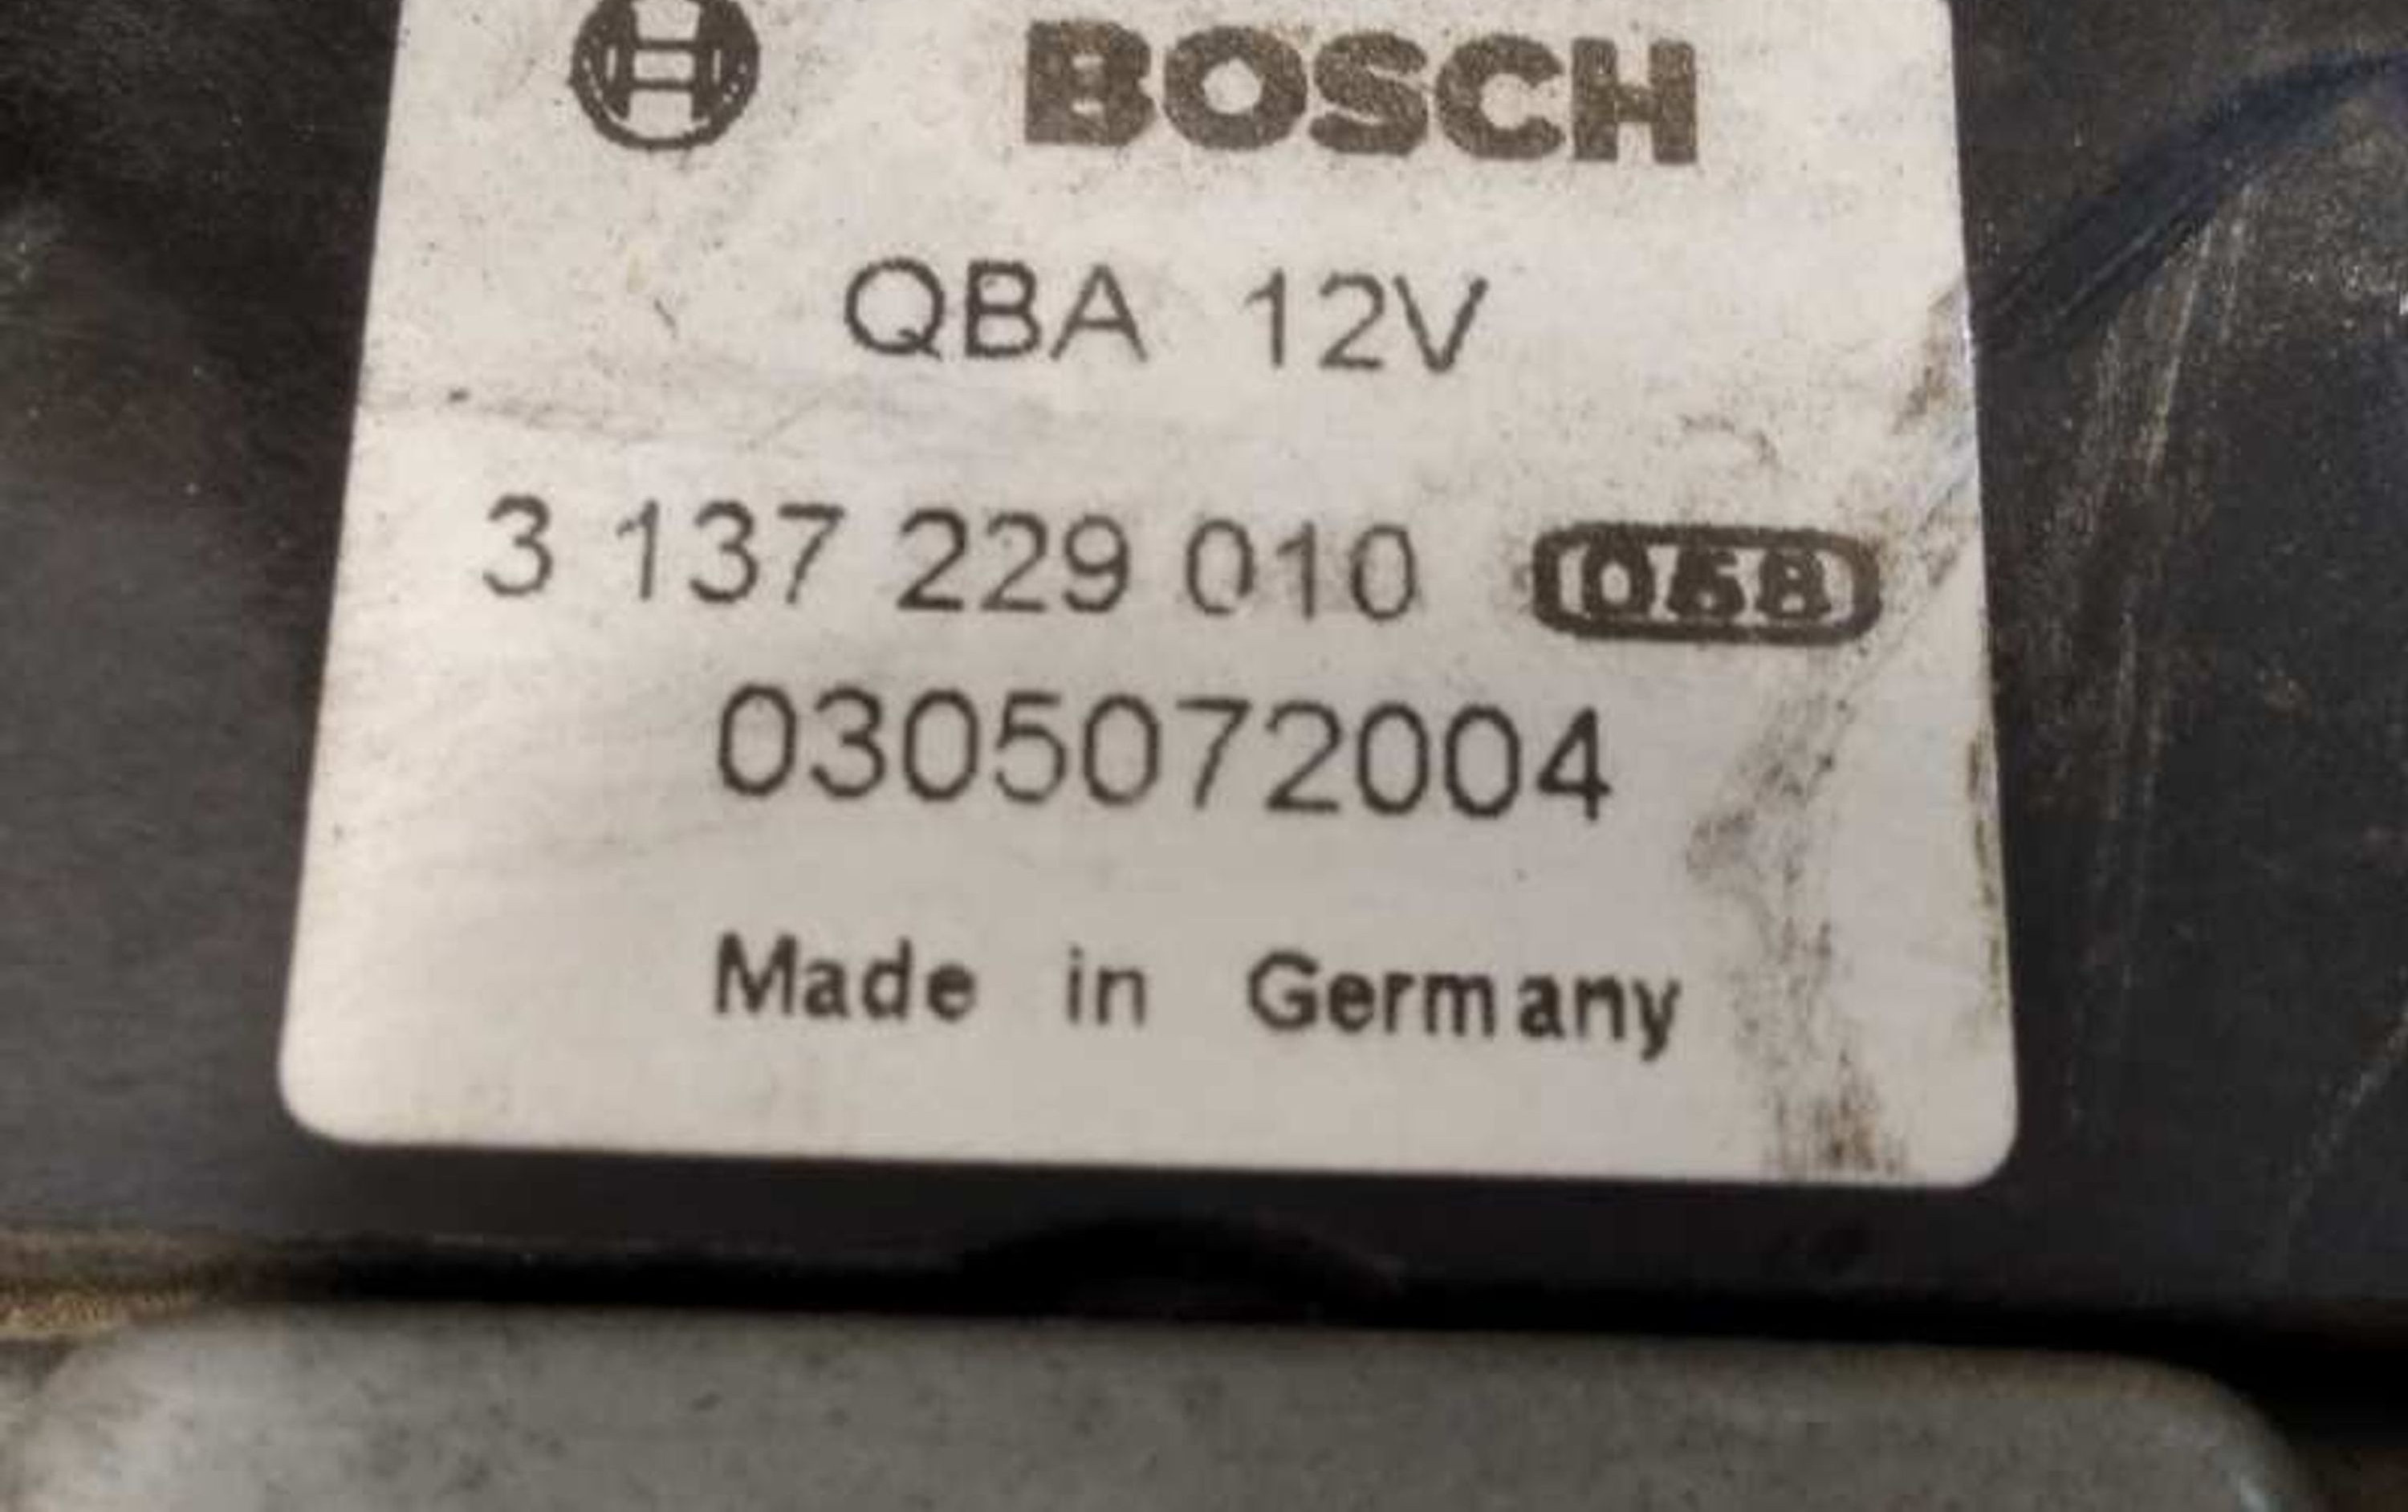 BOSCH
QBA 12V
3 137 229 010
0305072004
Made in Germany